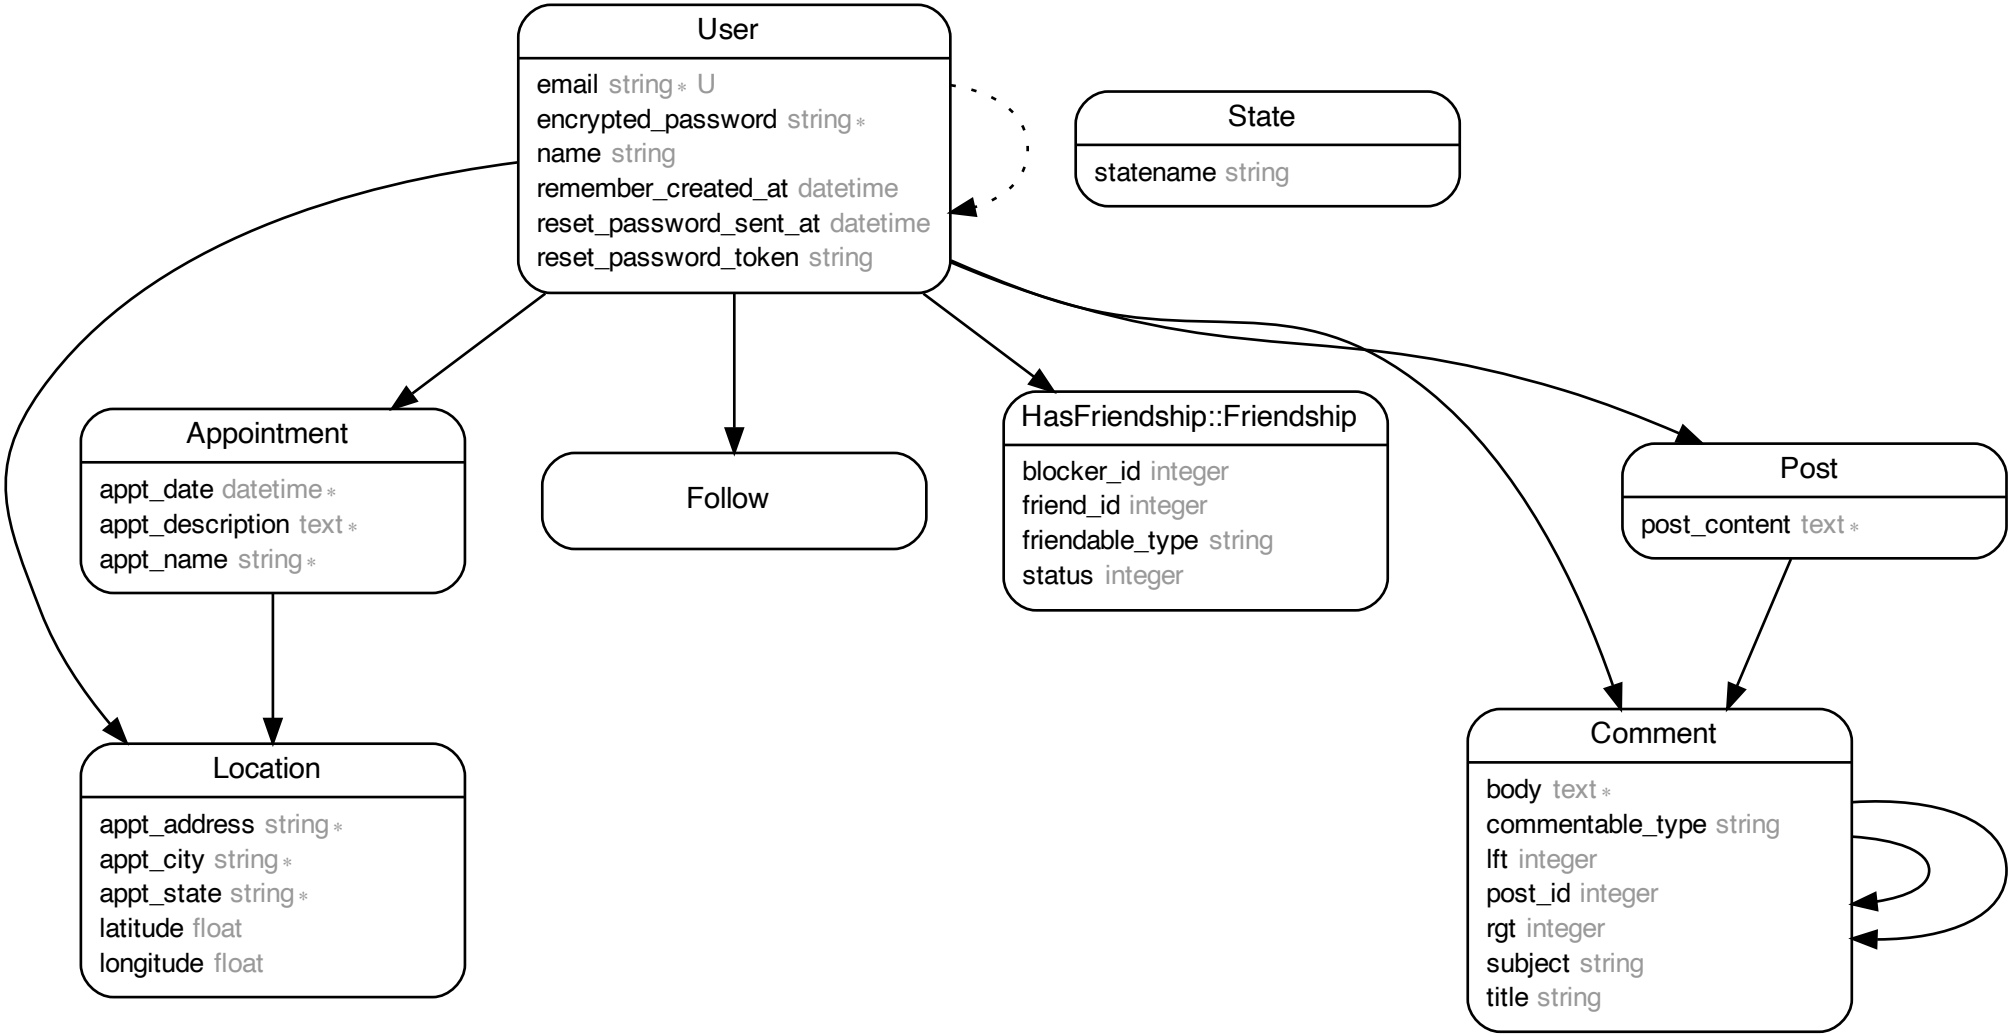 User
email string* U
encrypted_password string*
name string
remember_created_at datetime
reset_password_sent_at datetime
reset_password_token string
State
statename string
Appointment
appt_date datetime*
appt_description text*
appt_name string*
Follow
HasFriendship::Friendship
blocker_id integer
friend_id integer
friendable_type string
status integer
Post
post_content text*
Location
appt_address string*
appt_city string*
appt_state string*
latitude float
longitude float
Comment
body text*
commentable_type string
lft integer
post_id integer
rgt integer
subject string
title string